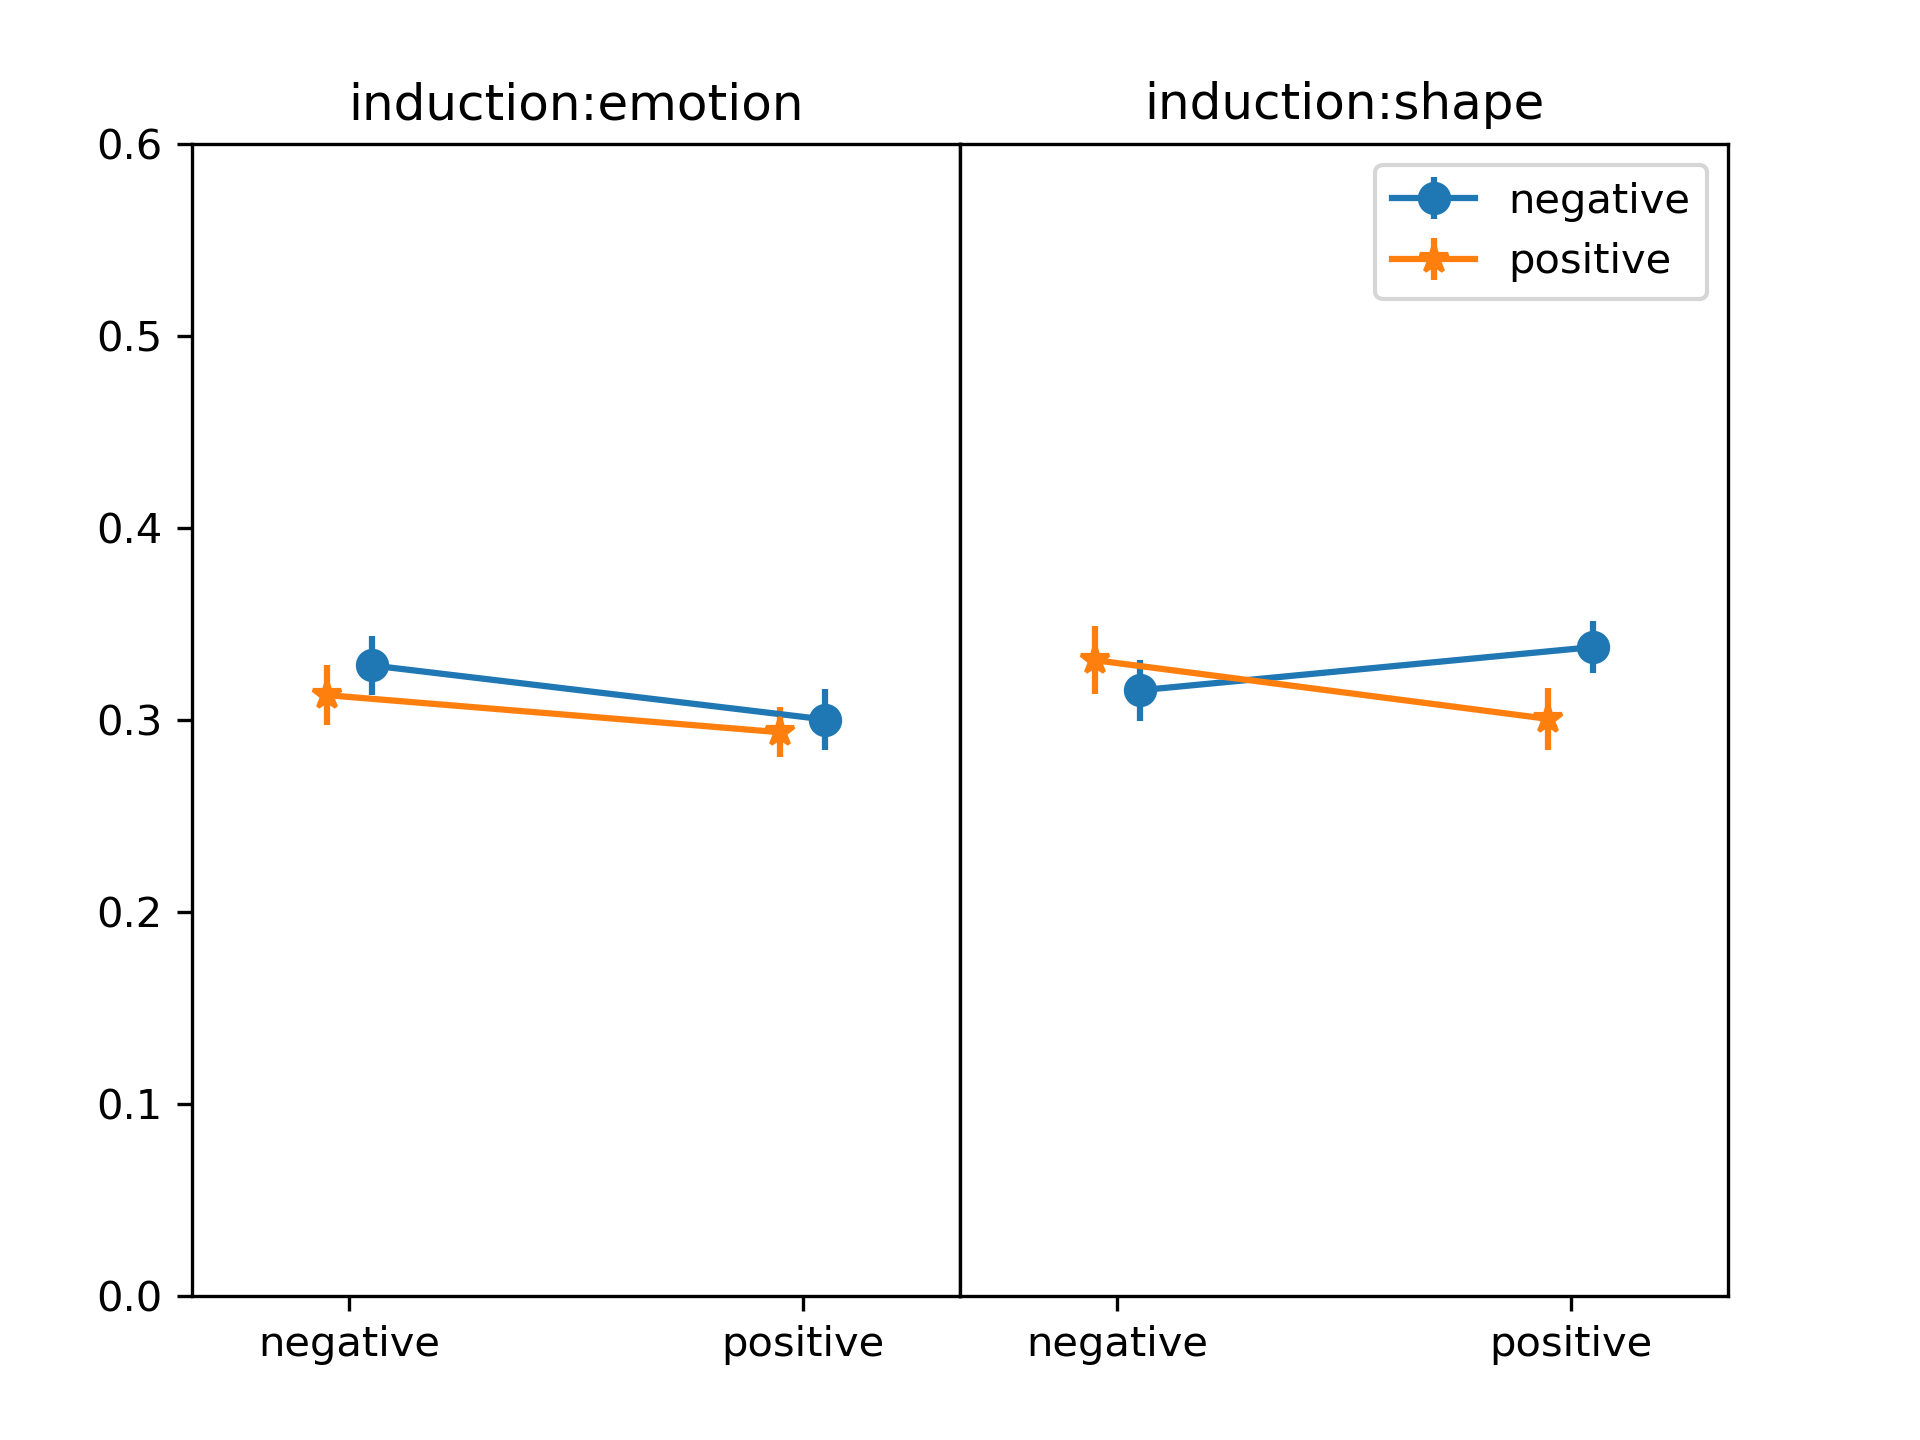 induction:emotion
induction:shape
0.6
0.5
0.4
0.3
0.2
0.1
0.0
negative
positive
negative
positive
negative
positive